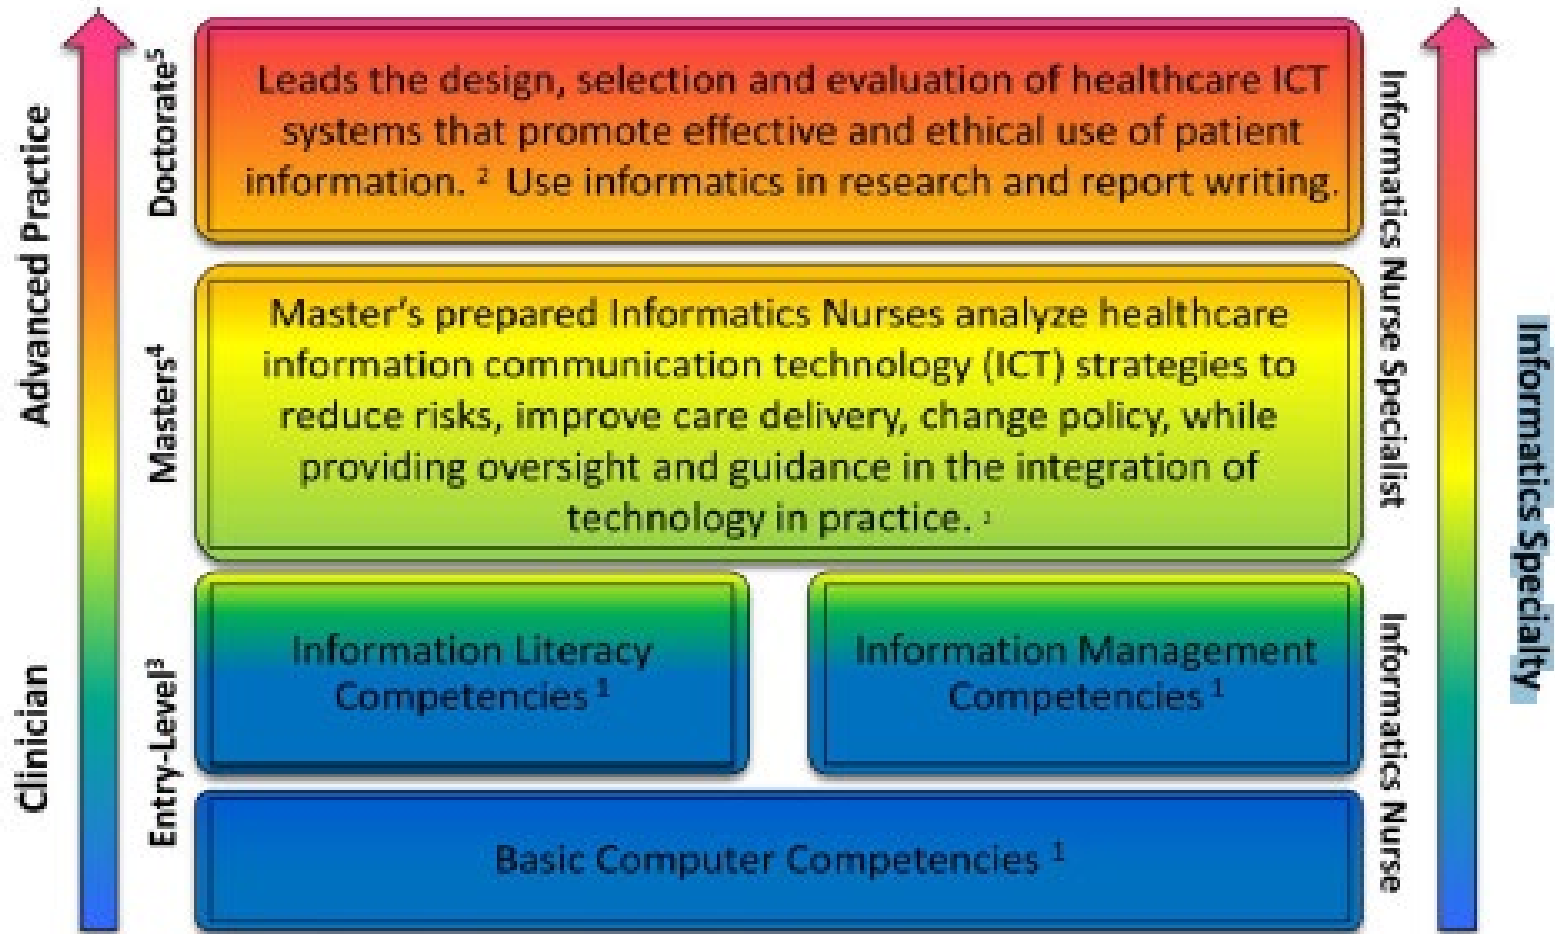 Advanced Practice
Clinician
Doctorate⁵
Masters⁴
Entry-Level³
Leads the design, selection and evaluation of healthcare ICT
systems that promote effective and ethical use of patient
information. ² Use informatics in research and report writing.
Master's prepared Informatics Nurses analyze healthcare
information communication technology (ICT) strategies to
reduce risks, improve care delivery, change policy, while
providing oversight and guidance in the integration of
technology in practice.
Information Literacy
Competencies ¹
Information Management
Competencies ¹
Basic Computer Competencies ¹
Informatics Nurse Specialist
Informatics Nurse
Informatics Specialty